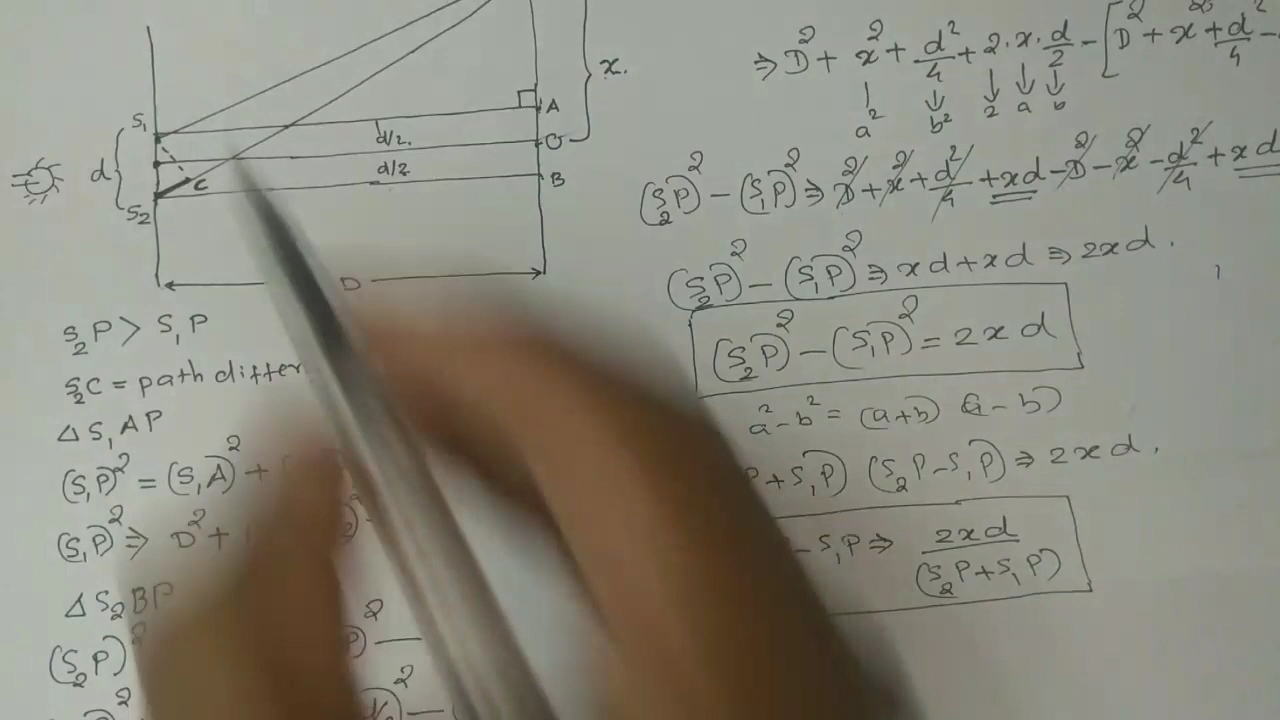 x.
S₁
A
d/2.
O
d
d/2
C
B
S₂
D
S₂P > S₁P
S₂C = path differ
Δ S₁AP
(S₁P)² = (S₁A)² +
(S₁P)² ⇒ D² +
Δ S₂BP
(S₂P)²
⇒ D² + x² + d²/4 + 2·x·d/2 − [D² + x² + d²/4 −
a² b² 2 a b
(S₂P)² − (S₁P)² ⇒ D² + x² + d²/4 + xd − D² − x² − d²/4 + xd
(S₂P)² − (S₁P)² ⇒ xd + xd ⇒ 2xd.
(S₂P)² − (S₁P)² = 2xd
a² − b² = (a+b) (a−b)
P + S₁P) (S₂P − S₁P) ⇒ 2xd.
− S₁P ⇒ 2xd/(S₂P + S₁P)